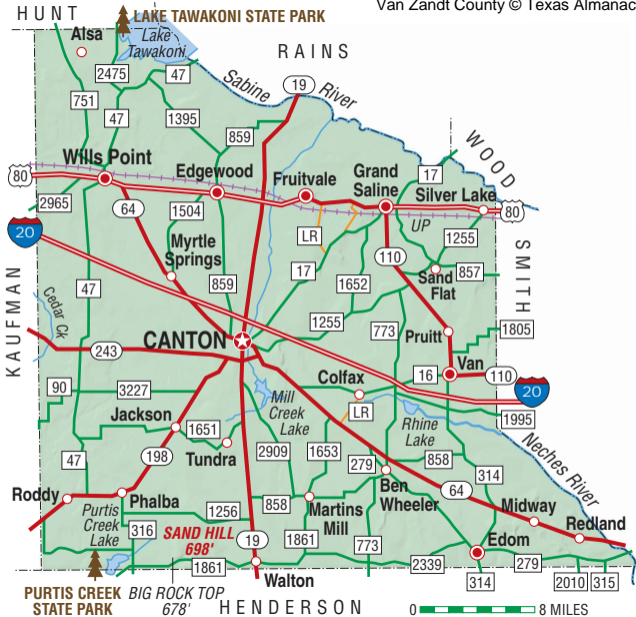 Van Zandt County © Texas Almanac
HUNT
LAKE TAWAKONI STATE PARK
Alsa
Lake
Tawakoni
RAINS
2475
47
Sabine River
19
751
47
1395
859
WOOD
Wills Point
Edgewood
Fruitvale
Grand
Saline
17
Silver Lake
80
80
2965
64
1504
LR
UP
1255
20
Myrtle
Springs
110
SMITH
17
1652
Sand
Flat
857
47
859
KAUFMAN
Cedar Ck
1255
773
Pruitt
1805
CANTON
243
Van
16
110
Colfax
20
90
3227
Mill
Creek
Lake
LR
Rhine
Lake
1995
Jackson
1651
Neches River
Tundra
2909
1653
858
198
47
279
314
Ben
Wheeler
64
Roddy
Phalba
858
Martins
Mill
Midway
Purtis
Creek
Lake
1256
Redland
316
SAND HILL
698'
19
1861
773
Edom
1861
2339
279
Walton
314
2010
315
PURTIS CREEK
STATE PARK
BIG ROCK TOP
678'
HENDERSON
0 8 MILES